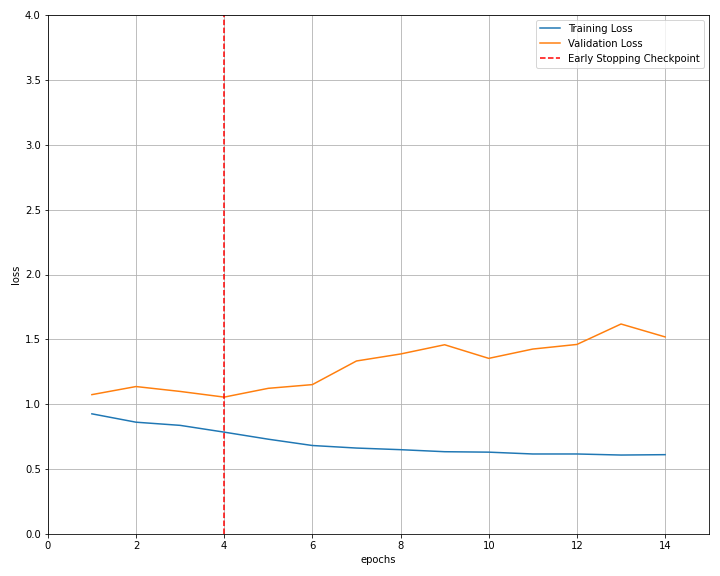 4.0
3.5
3.0
2.5
2.0
1.5
1.0
0.5
0.0
loss
Training Loss
Validation Loss
Early Stopping Checkpoint
0 2 4 6 8 10 12 14
epochs